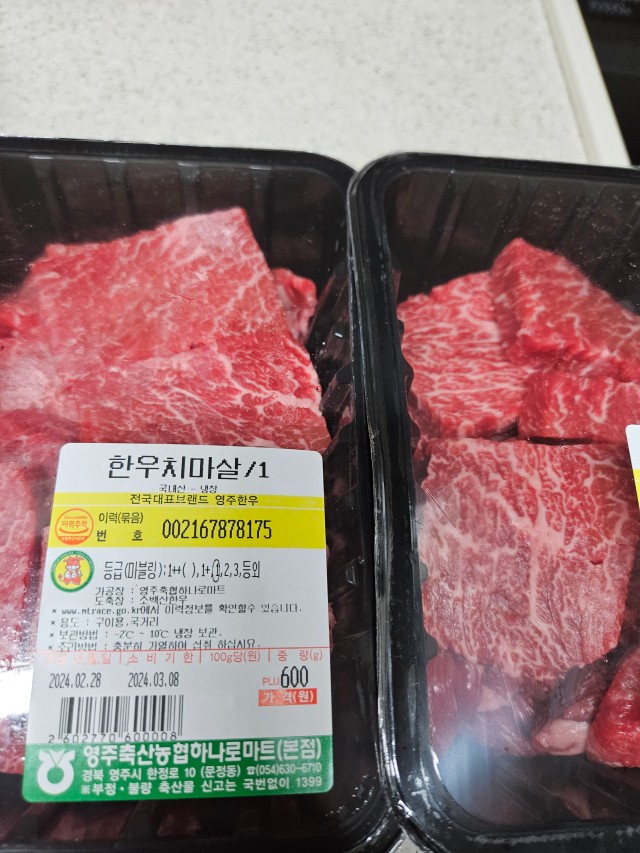 한우치마살/1
국내산 - 냉장
전국대표브랜드 영주한우
이력추적
이력(묶음)
번 호 002167878175
등급(마블링):1++( ),1+,1,2,3,등외
가공장 : 영주축협하나로마트
도축장 : 소백산한우
* www.mtrace.go.kr에서 이력정보를 확인할수 있습니다.
* 용도 : 구이용,국거리
* 보관방법 : -2℃ ~ 10℃ 냉장 보관.
* 조리방법 : 충분히 가열하여 섭취 하십시요.
소비기한 100g당(원) 중 량(g)
2024.02.28 2024.03.08 PLU 600
가 격(원)
2 602770 600008
영주축산농협하나로마트(본점)
경북 영주시 한정로 10 (문정동) ☎(054)630-6710
※부정·불량 축산물 신고는 국번없이 1399